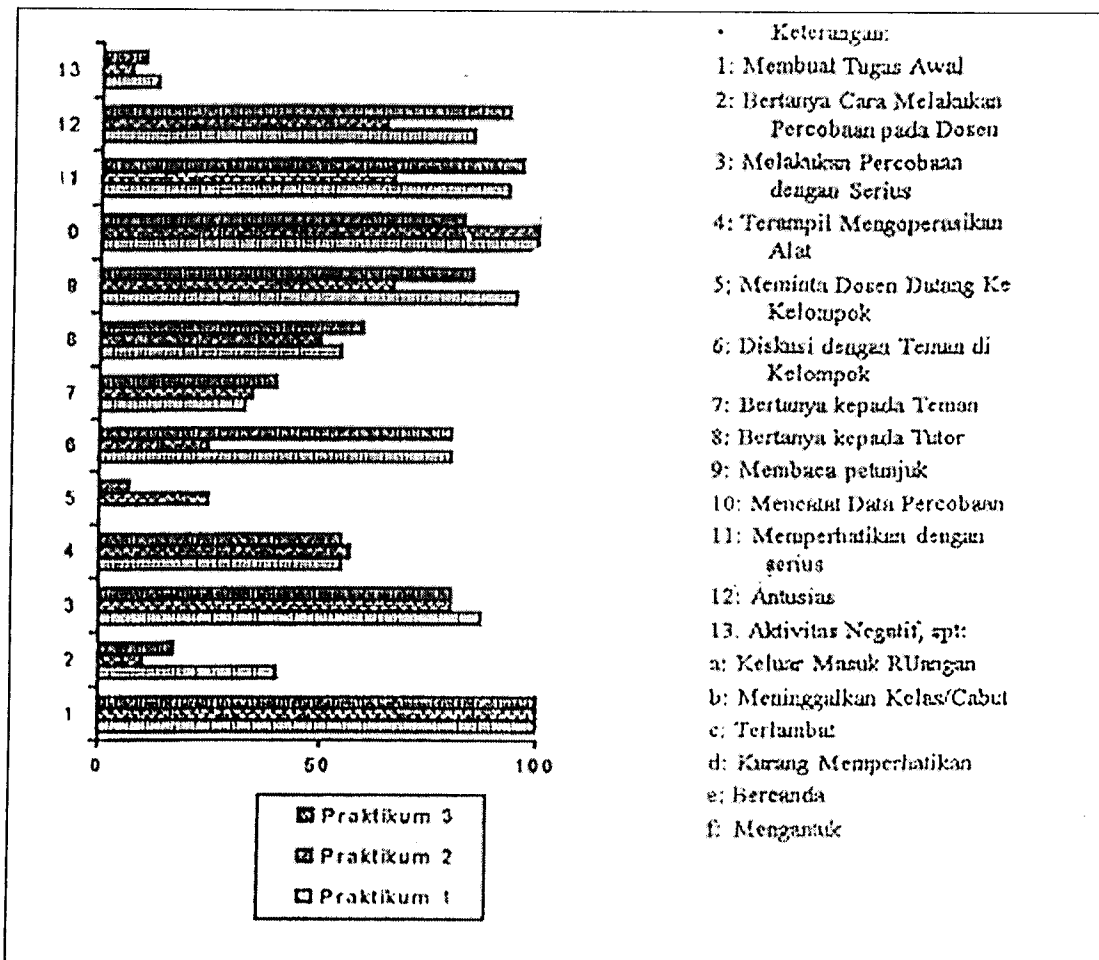 13
12
11
0
9
8
7
6
5
4
3
2
1
0
50
100
Praktikum 3
Praktikum 2
Praktikum 1
• Keterangan:
1: Membuat Tugas Awal
2: Bertanya Cara Melakukan
Percobaan pada Dosen
3: Melakukan Percobaan
dengan Serius
4: Terampil Mengoperasikan
Alat
5; Meminta Dosen Datang Ke
Kelompok
6: Diskusi dengan Teman di
Kelompok
7: Bertanya kepada Teman
8: Bertanya kepada Tutor
9: Membaca petunjuk
10: Mencatat Data Percobaan
11: Memperhatikan dengan
serius
12: Antusias
13. Aktivitas Negatif, spt:
a: Keluar Masuk RUangan
b: Meninggalkan Kelas/Cabut
c: Terlambat
d: Kurang Memperhatikan
e: Bercanda
f: Mengantuk